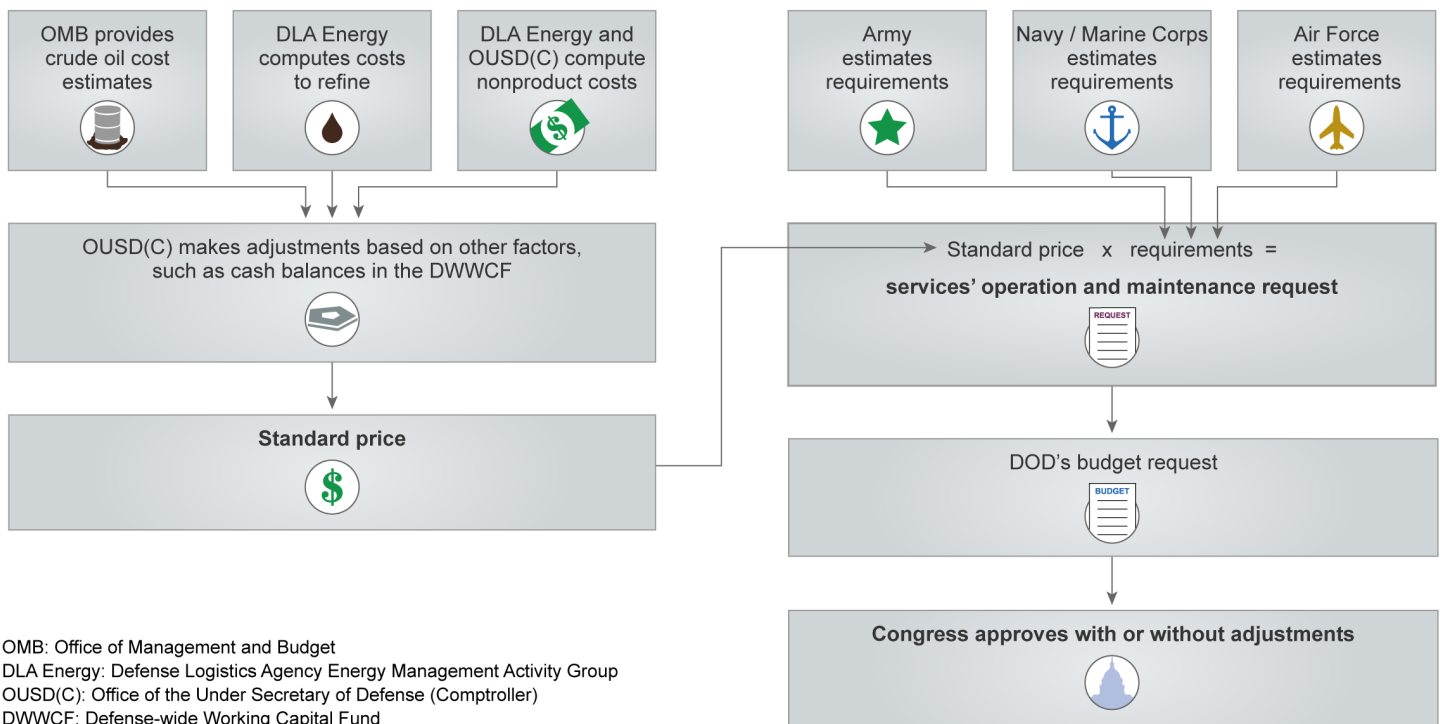 OMB provides
crude oil cost
estimates
DLA Energy
computes costs
to refine
DLA Energy and
OUSD(C) compute
nonproduct costs
$
OUSD(C) makes adjustments based on other factors,
such as cash balances in the DWWCF
Standard price
$
Army
estimates
requirements
Navy / Marine Corps
estimates
requirements
Air Force
estimates
requirements
Standard price x requirements =
services’ operation and maintenance request
REQUEST
DOD’s budget request
BUDGET
Congress approves with or without adjustments
OMB: Office of Management and Budget
DLA Energy: Defense Logistics Agency Energy Management Activity Group
OUSD(C): Office of the Under Secretary of Defense (Comptroller)
DWWCF: Defense-wide Working Capital Fund